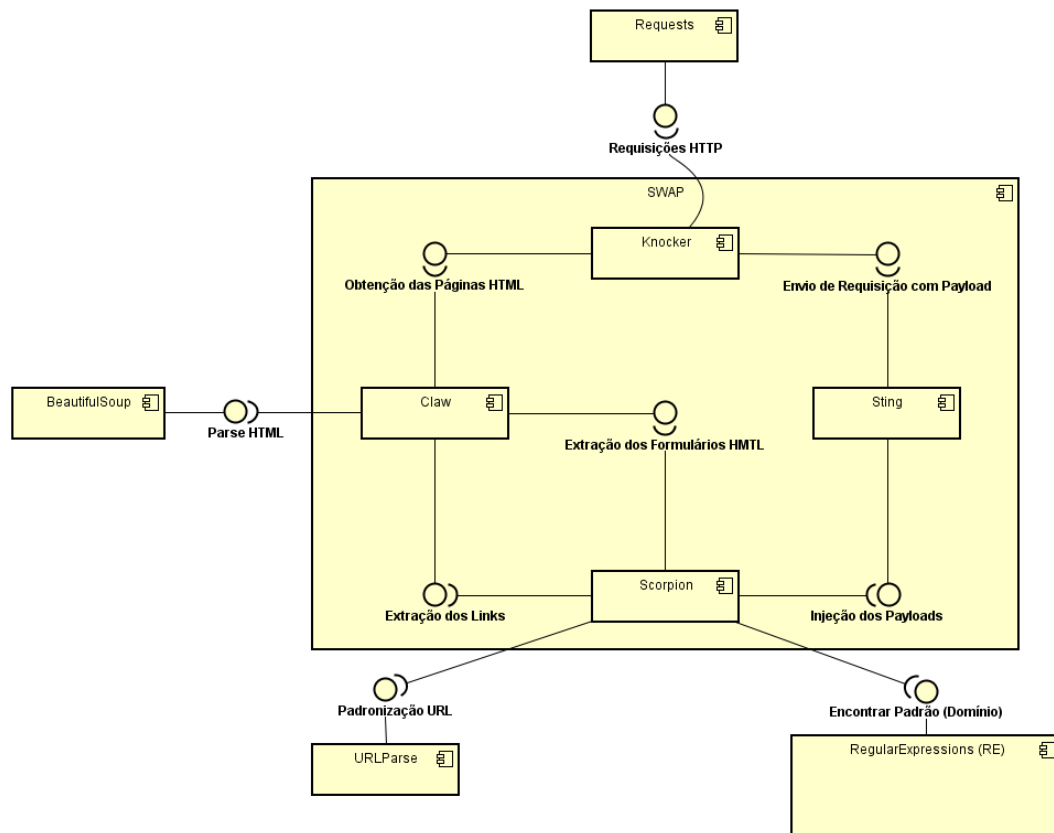 Requests
Requisições HTTP
SWAP
Knocker
Obtenção das Páginas HTML
Envio de Requisição com Payload
BeautifulSoup
Claw
Sting
Parse HTML
Extração dos Formulários HMTL
Scorpion
Extração dos Links
Injeção dos Payloads
Padronização URL
Encontrar Padrão (Domínio)
URLParse
RegularExpressions (RE)